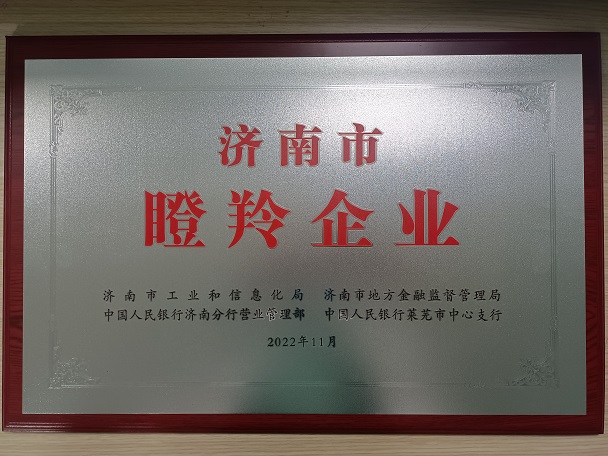 济南市
瞪羚企业
济南市工业和信息化局 济南市地方金融监督管理局
中国人民银行济南分行营业管理部 中国人民银行莱芜市中心支行
2022年11月